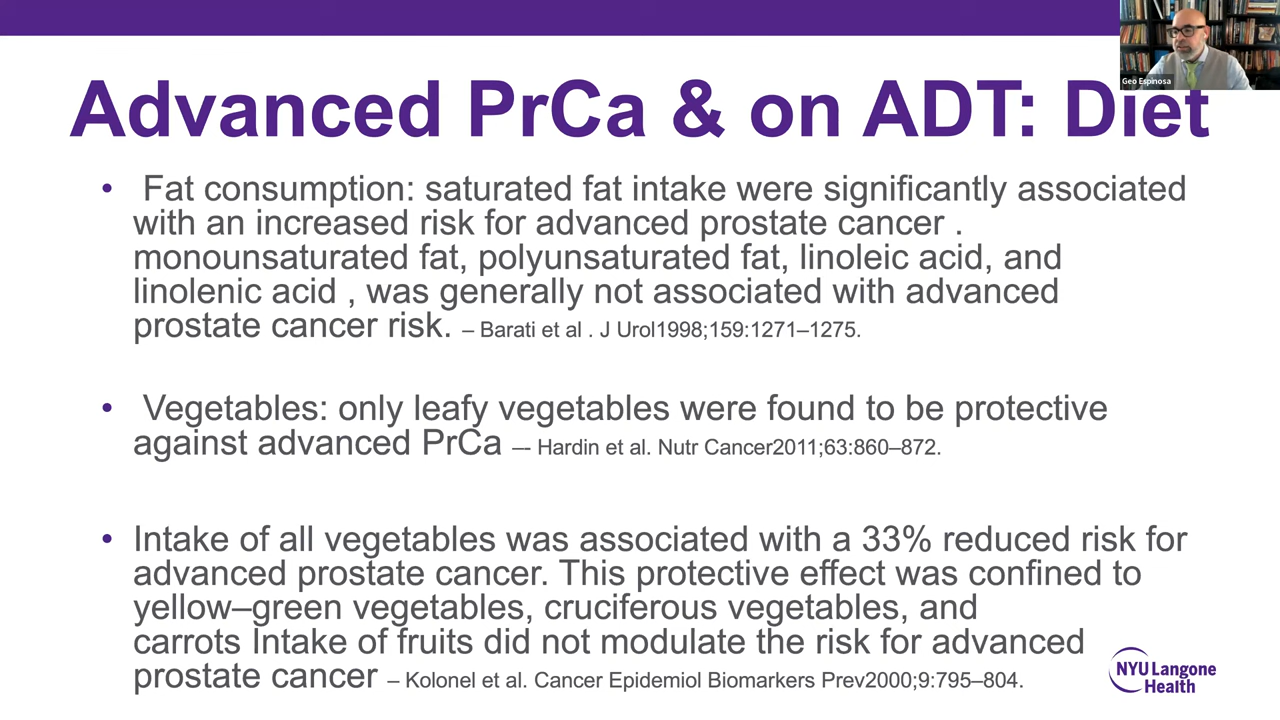 Geo Espinosa
Advanced PrCa & on ADT: Diet
• Fat consumption: saturated fat intake were significantly associated
with an increased risk for advanced prostate cancer .
monounsaturated fat, polyunsaturated fat, linoleic acid, and
linolenic acid , was generally not associated with advanced
prostate cancer risk. – Barati et al . J Urol1998;159:1271–1275.
• Vegetables: only leafy vegetables were found to be protective
against advanced PrCa –- Hardin et al. Nutr Cancer2011;63:860–872.
• Intake of all vegetables was associated with a 33% reduced risk for
advanced prostate cancer. This protective effect was confined to
yellow–green vegetables, cruciferous vegetables, and
carrots Intake of fruits did not modulate the risk for advanced
prostate cancer – Kolonel et al. Cancer Epidemiol Biomarkers Prev2000;9:795–804.
NYU Langone
Health